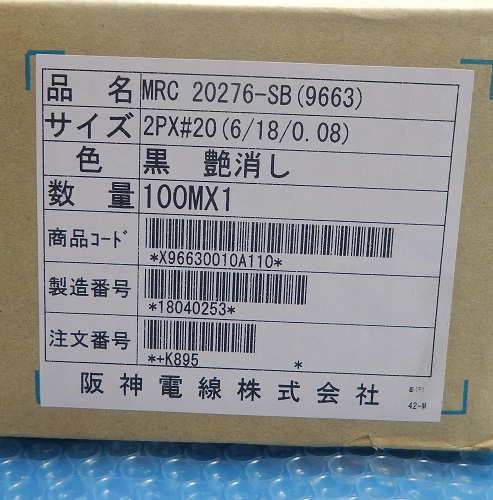 品 名 MRC 20276-SB(9663)
サイズ 2PX#20(6/18/0.08)
色 黒 艶消し
数 量 100MX1
商品コード *X96630010A110*
製造番号 *18040253*
注文番号 *+K895 *
阪神電線株式会社
42-M